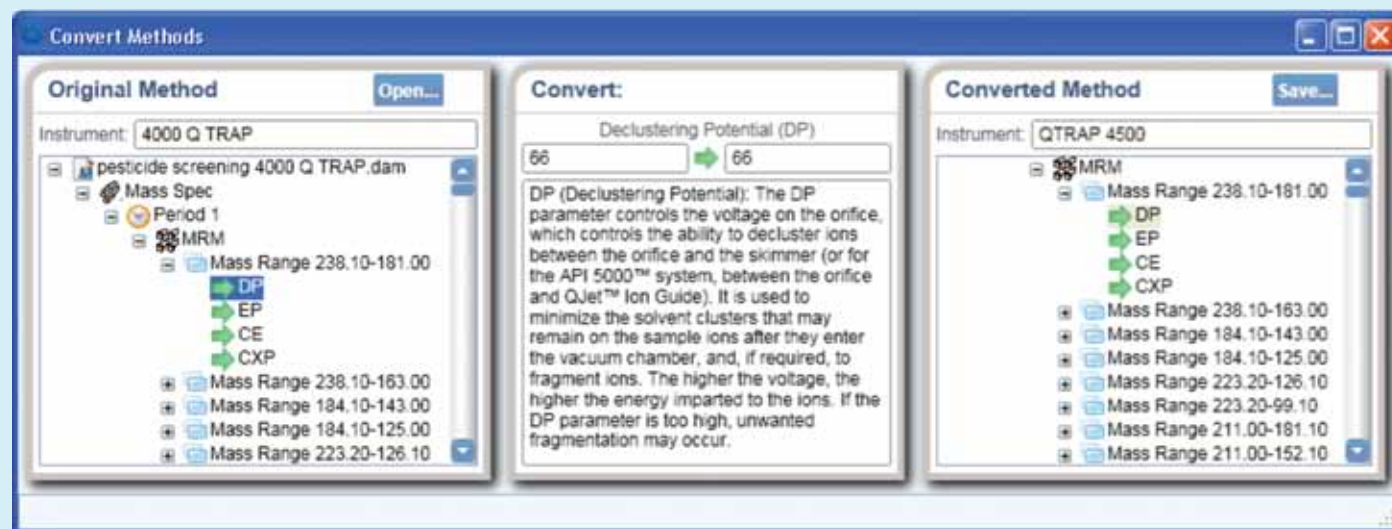 Convert Methods
Original Method
Open...
Instrument: 4000 Q TRAP
pesticide screening 4000 Q TRAP.dam
Mass Spec
Period 1
MRM
Mass Range 238.10-181.00
DP
EP
CE
CXP
Mass Range 238.10-163.00
Mass Range 184.10-143.00
Mass Range 184.10-125.00
Mass Range 223.20-126.10
Convert:
Declustering Potential (DP)
66 66
DP (Declustering Potential): The DP
parameter controls the voltage on the orifice,
which controls the ability to decluster ions
between the orifice and the skimmer (or for
the API 5000™ system, between the orifice
and QJet™ Ion Guide). It is used to
minimize the solvent clusters that may
remain on the sample ions after they enter
the vacuum chamber, and, if required, to
fragment ions. The higher the voltage, the
higher the energy imparted to the ions. If the
DP parameter is too high, unwanted
fragmentation may occur.
Converted Method
Save...
Instrument: QTRAP 4500
MRM
Mass Range 238.10-181.00
DP
EP
CE
CXP
Mass Range 238.10-163.00
Mass Range 184.10-143.00
Mass Range 184.10-125.00
Mass Range 223.20-126.10
Mass Range 223.20-99.10
Mass Range 211.00-181.10
Mass Range 211.00-152.10